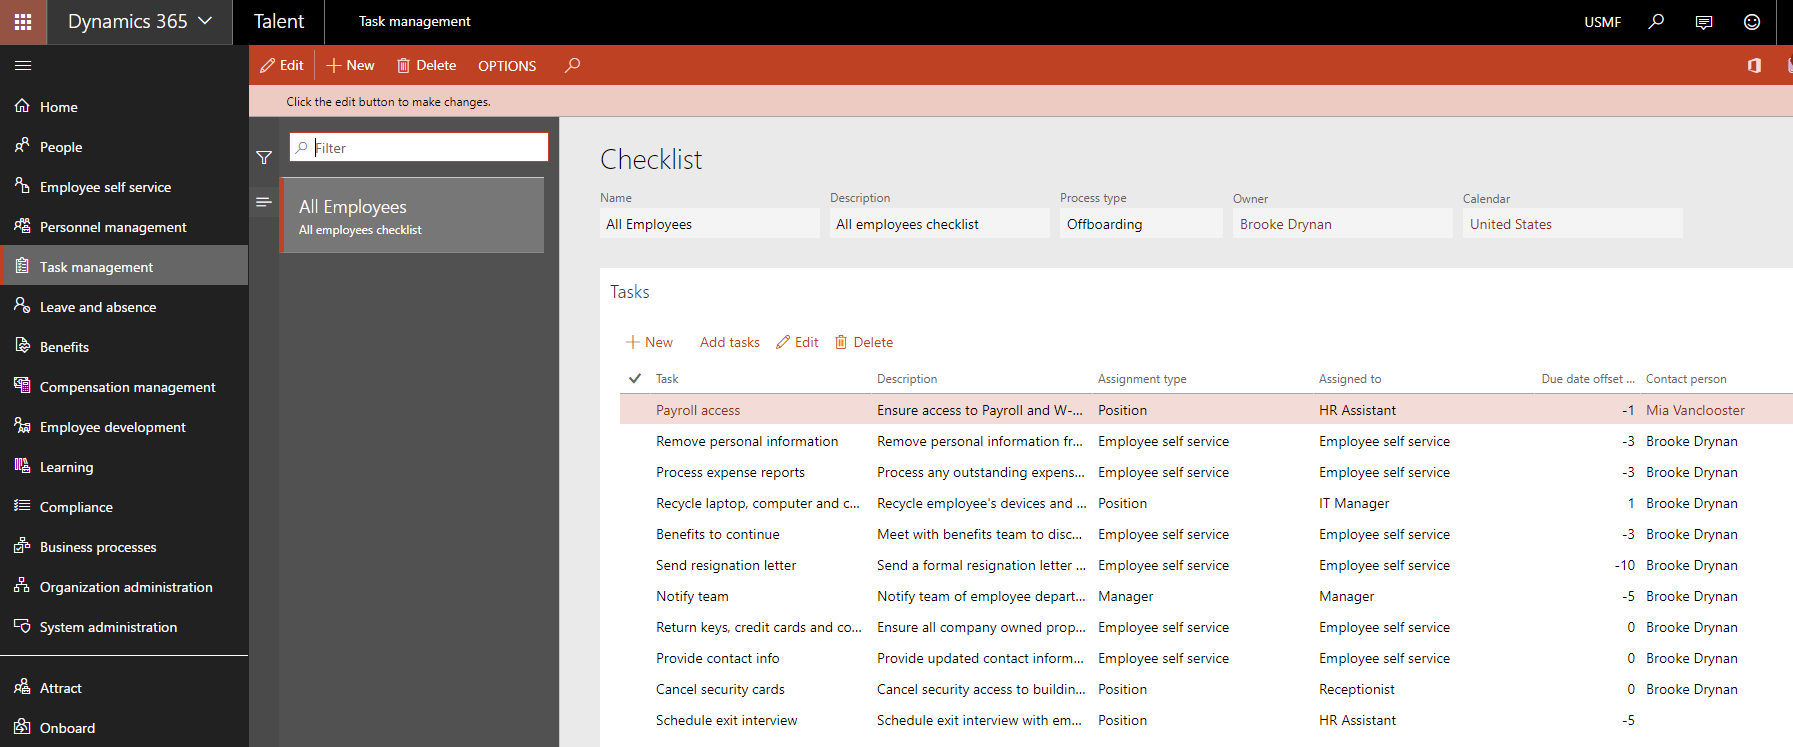 Dynamics 365 Talent Task management USMF
Edit New Delete OPTIONS
Click the edit button to make changes.
Home
People
Employee self service
Personnel management
Task management
Leave and absence
Benefits
Compensation management
Employee development
Learning
Compliance
Business processes
Organization administration
System administration
Attract
Onboard
Filter
All Employees
All employees checklist
Checklist
Name Description Process type Owner Calendar
All Employees All employees checklist Offboarding Brooke Drynan United States
Tasks
New Add tasks Edit Delete
Task Description Assignment type Assigned to Due date offset ... Contact person
Payroll access Ensure access to Payroll and W-... Position HR Assistant -1 Mia Vanclooster
Remove personal information Remove personal information fr... Employee self service Employee self service -3 Brooke Drynan
Process expense reports Process any outstanding expens... Employee self service Employee self service -3 Brooke Drynan
Recycle laptop, computer and c... Recycle employee's devices and ... Position IT Manager 1 Brooke Drynan
Benefits to continue Meet with benefits team to disc... Employee self service Employee self service -3 Brooke Drynan
Send resignation letter Send a formal resignation letter ... Employee self service Employee self service -10 Brooke Drynan
Notify team Notify team of employee depart... Manager Manager -5 Brooke Drynan
Return keys, credit cards and co... Ensure all company owned prop... Employee self service Employee self service 0 Brooke Drynan
Provide contact info Provide updated contact inform... Employee self service Employee self service 0 Brooke Drynan
Cancel security cards Cancel security access to buildin... Position Receptionist 0 Brooke Drynan
Schedule exit interview Schedule exit interview with em... Position HR Assistant -5